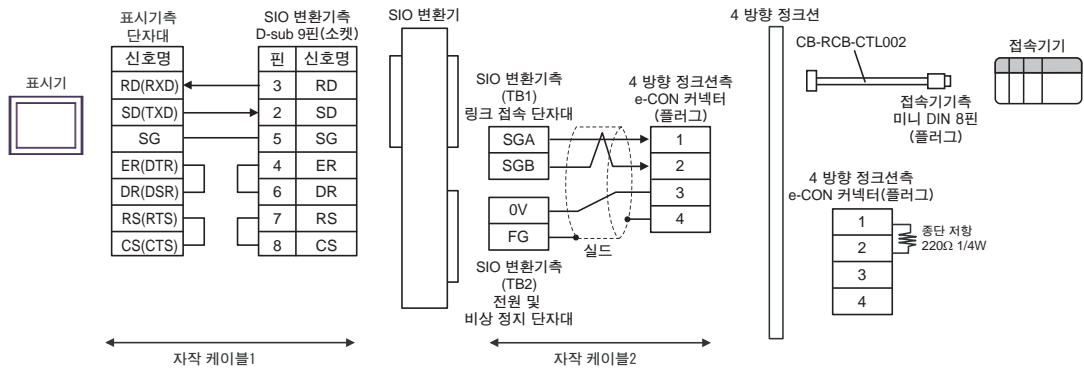 표시기
표시기측
단자대
신호명
RD(RXD)
SD(TXD)
SG
ER(DTR)
DR(DSR)
RS(RTS)
CS(CTS)
SIO 변환기측
D-sub 9핀(소켓)
핀 신호명
3 RD
2 SD
5 SG
4 ER
6 DR
7 RS
8 CS
자작 케이블1
SIO 변환기
SIO 변환기측
(TB1)
링크 접속 단자대
SGA
SGB
0V
FG
SIO 변환기측
(TB2)
전원 및
비상 정지 단자대
실드
4 방향 정크션측
e-CON 커넥터
(플러그)
1
2
3
4
자작 케이블2
4 방향 정크션
CB-RCB-CTL002
접속기기측
미니 DIN 8핀
(플러그)
접속기기
4 방향 정크션측
e-CON 커넥터(플러그)
1
2
3
4
종단 저항
220Ω 1/4W